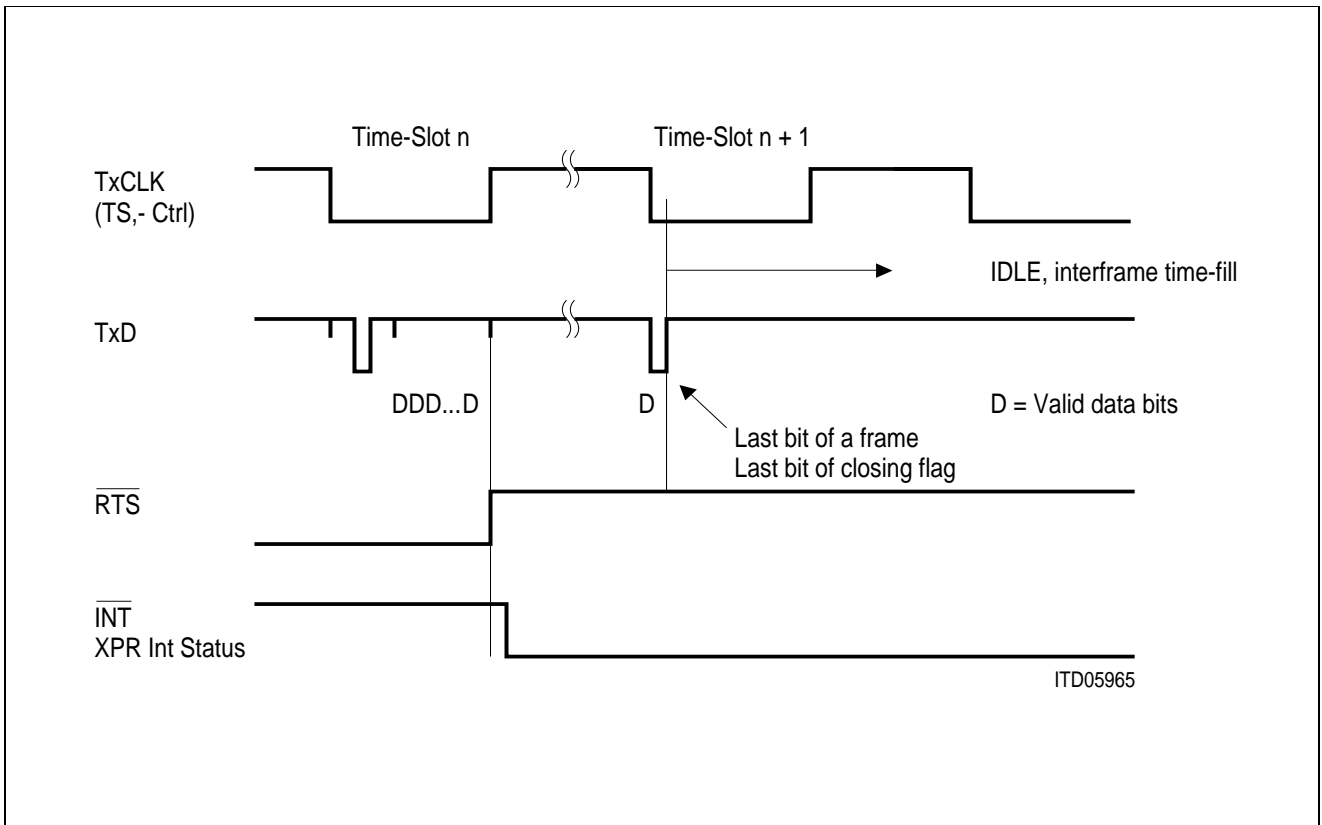 Time-Slot n
Time-Slot n + 1
TxCLK
(TS,- Ctrl)
IDLE, interframe time-fill
TxD
DDD...D
D
D = Valid data bits
Last bit of a frame
Last bit of closing flag
RTS
INT
XPR Int Status
ITD05965